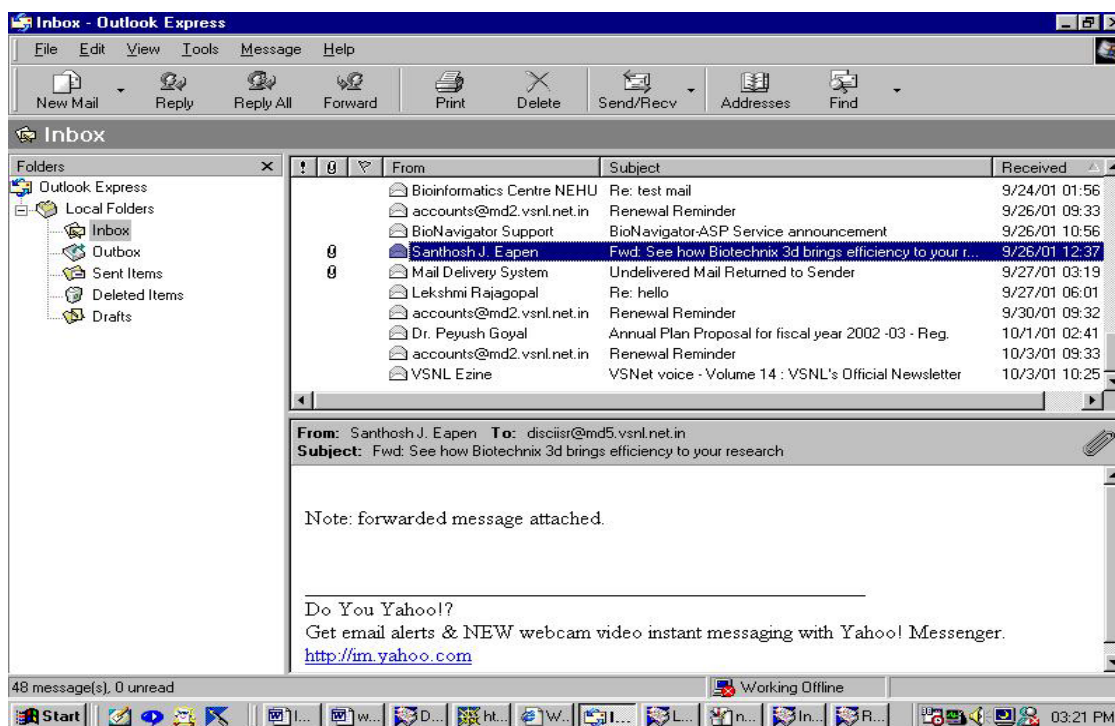 Inbox - Outlook Express
File Edit View Tools Message Help
New Mail Reply Reply All Forward Print Delete Send/Recv Addresses Find
Inbox
Folders
Outlook Express
Local Folders
Inbox
Outbox
Sent Items
Deleted Items
Drafts
! From Subject Received
Bioinformatics Centre NEHU Re: test mail 9/24/01 01:56
accounts@md2.vsnl.net.in Renewal Reminder 9/26/01 09:33
BioNavigator Support BioNavigator-ASP Service announcement 9/26/01 10:56
Santhosh J. Eapen Fwd: See how Biotechnix 3d brings efficiency to your r... 9/26/01 12:37
Mail Delivery System Undelivered Mail Returned to Sender 9/27/01 03:19
Lekshmi Rajagopal Re: hello 9/27/01 06:01
accounts@md2.vsnl.net.in Renewal Reminder 9/30/01 09:32
Dr. Peyush Goyal Annual Plan Proposal for fiscal year 2002 -03 - Reg. 10/1/01 02:41
accounts@md2.vsnl.net.in Renewal Reminder 10/3/01 09:33
VSNL Ezine VSNet voice - Volume 14 : VSNL's Official Newsletter 10/3/01 10:25
From: Santhosh J. Eapen To: disciisr@md5.vsnl.net.in
Subject: Fwd: See how Biotechnix 3d brings efficiency to your research
Note: forwarded message attached.
Do You Yahoo!?
Get email alerts & NEW webcam video instant messaging with Yahoo! Messenger.
http://im.yahoo.com
48 message(s), 0 unread Working Offline
Start I... w... D... ht... W... I... L... n... In... R... 03:21 PM